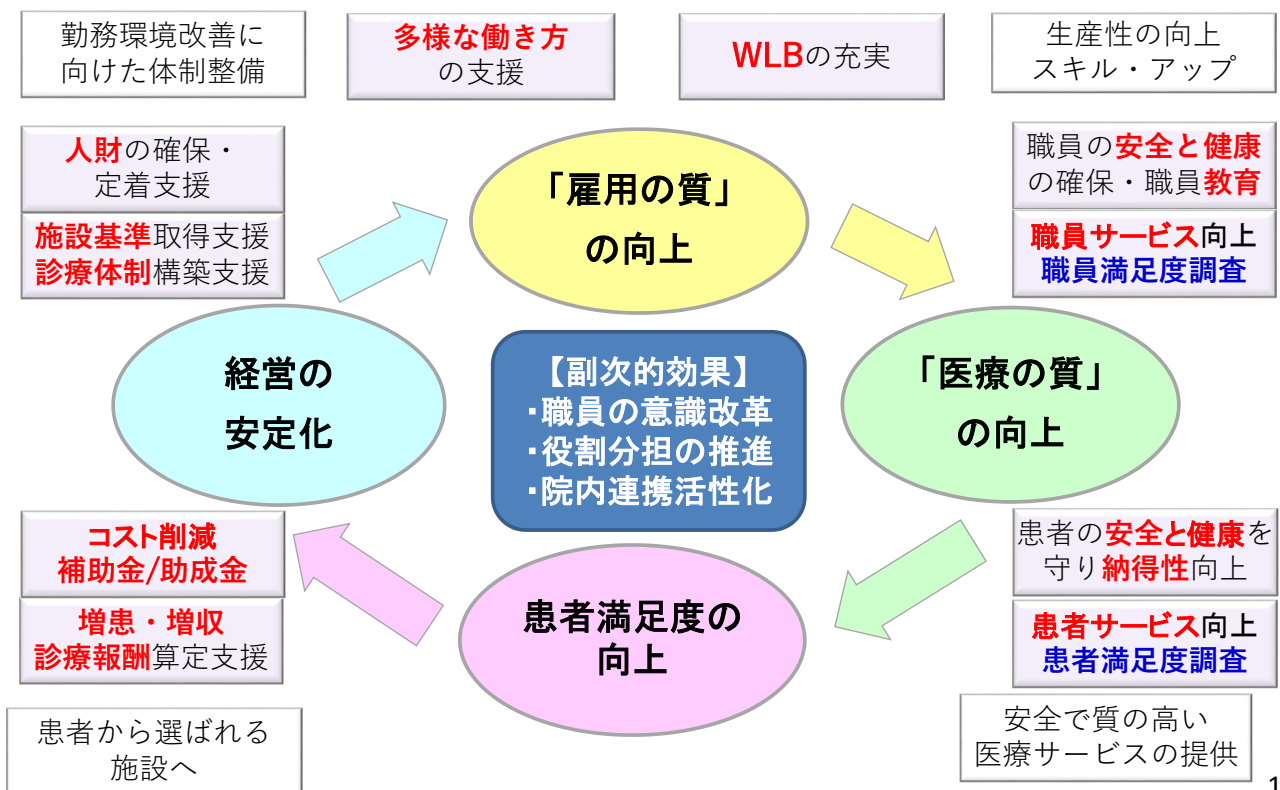 勤務環境改善に
向けた体制整備
多様な働き方
の支援
WLBの充実
生産性の向上
スキル・アップ
人財の確保・
定着支援
施設基準取得支援
診療体制構築支援
「雇用の質」
の向上
職員の安全と健康
の確保・職員教育
職員サービス向上
職員満足度調査
経営の
安定化
【副次的効果】
・職員の意識改革
・役割分担の推進
・院内連携活性化
「医療の質」
の向上
コスト削減
補助金/助成金
増患・増収
診療報酬算定支援
患者満足度の
向上
患者の安全と健康を
守り納得性向上
患者サービス向上
患者満足度調査
患者から選ばれる
施設へ
安全で質の高い
医療サービスの提供
1